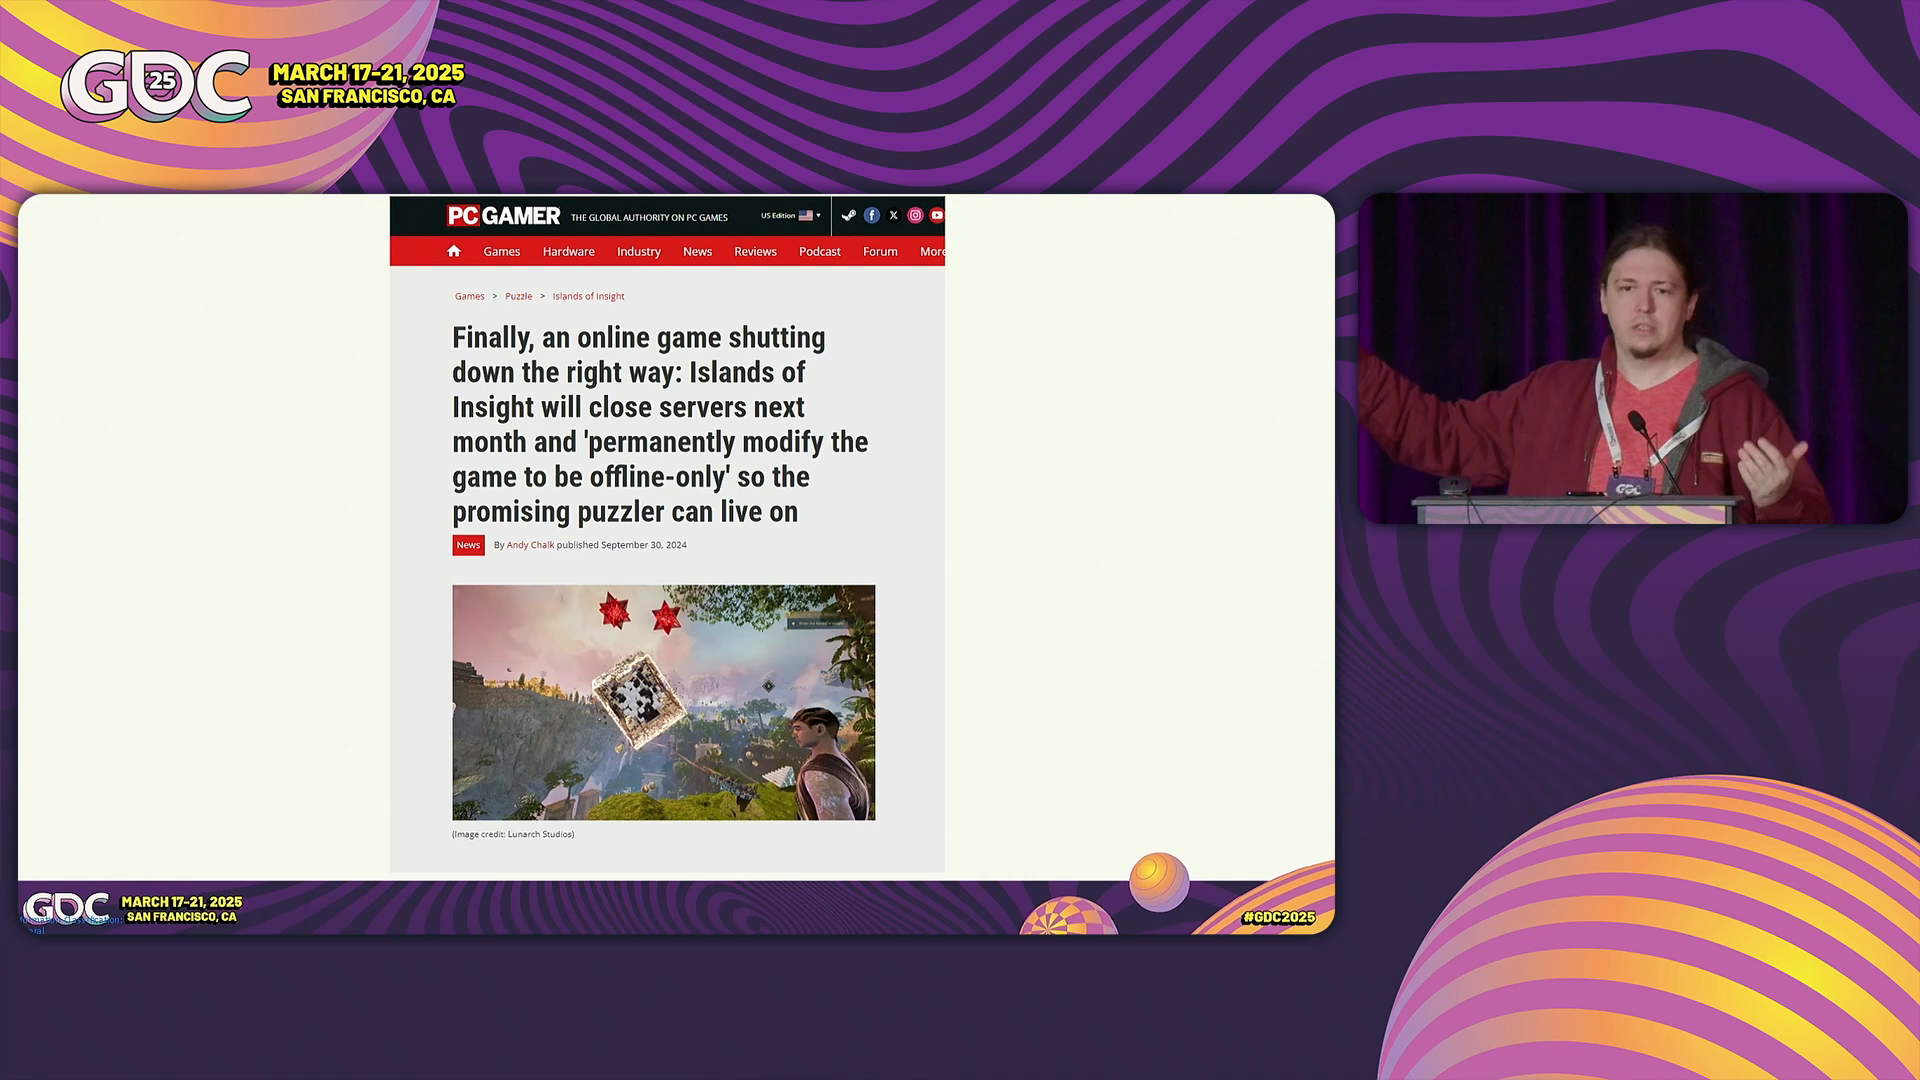 GDC 25
MARCH 17-21, 2025
SAN FRANCISCO, CA
PC GAMER THE GLOBAL AUTHORITY ON PC GAMES US Edition
Games Hardware Industry News Reviews Podcast Forum More
Games > Puzzle > Islands of Insight
Finally, an online game shutting
down the right way: Islands of
Insight will close servers next
month and 'permanently modify the
game to be offline-only' so the
promising puzzler can live on
News By Andy Chalk published September 30, 2024
(Image credit: Lunarch Studios)
GDC
MARCH 17-21, 2025
SAN FRANCISCO, CA
#GDC2025
GDC